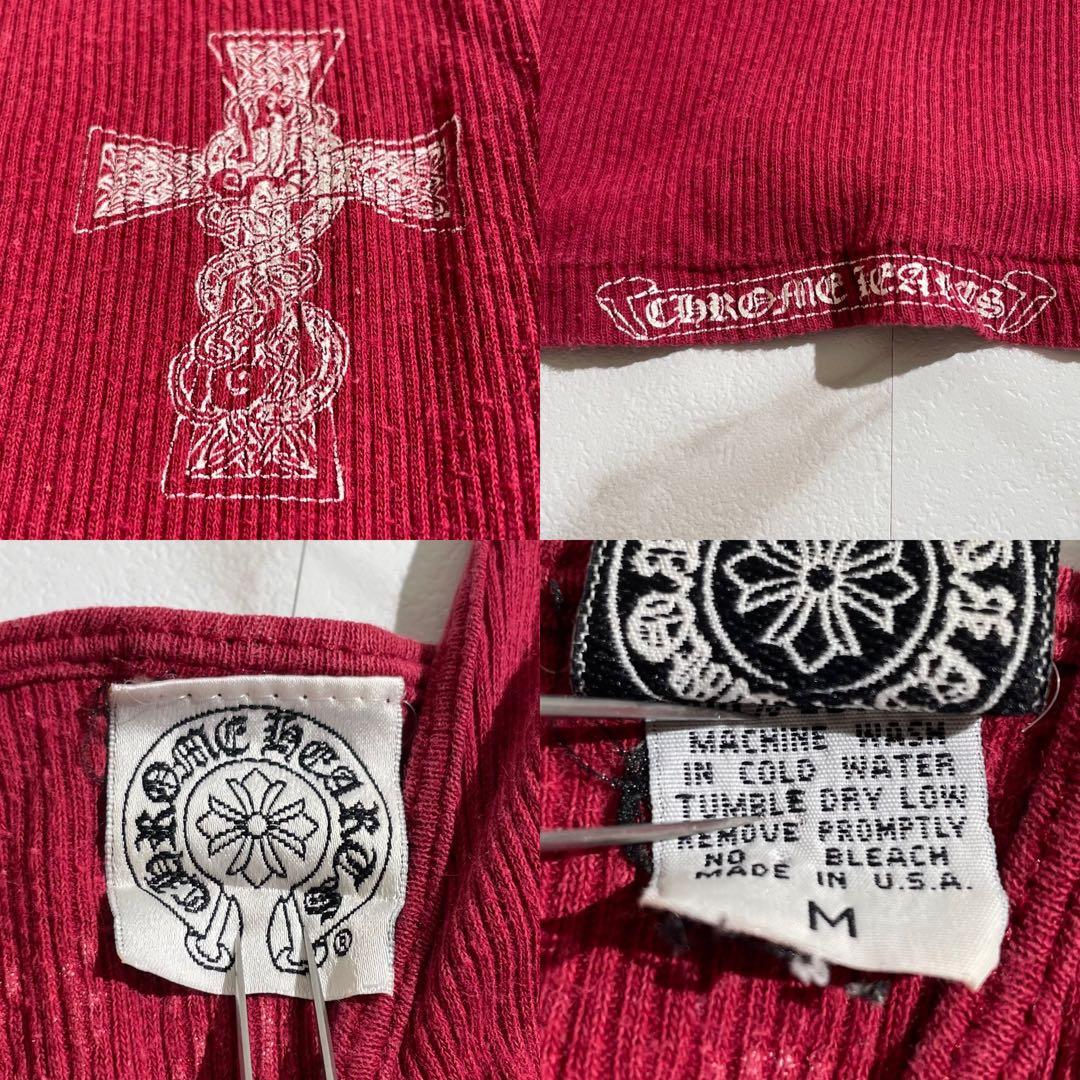 CHROME HEARTS
CHROME HEARTS
®
MACHINE WASH
IN COLD WATER
TUMBLE DRY LOW
REMOVE PROMPTLY
NO BLEACH
MADE IN U.S.A.
M